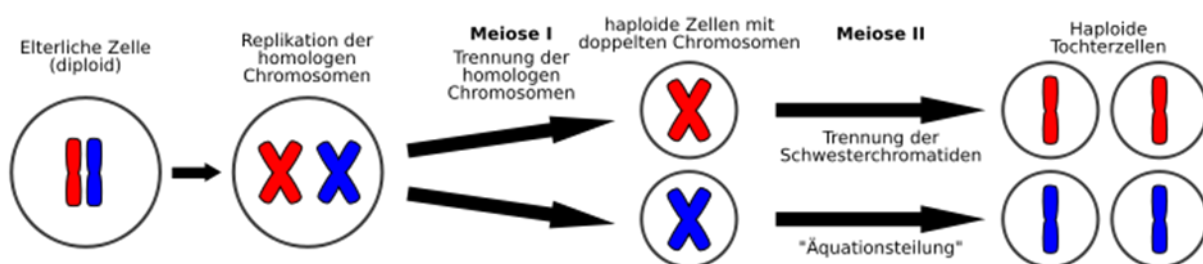 Elterliche Zelle
(diploid)
Replikation der
homologen
Chromosomen
Meiose I
Trennung der
homologen
Chromosomen
haploide Zellen mit
doppelten Chromosomen
Meiose II
Trennung der
Schwesterchromatiden
"Äquationsteilung"
Haploide
Tochterzellen